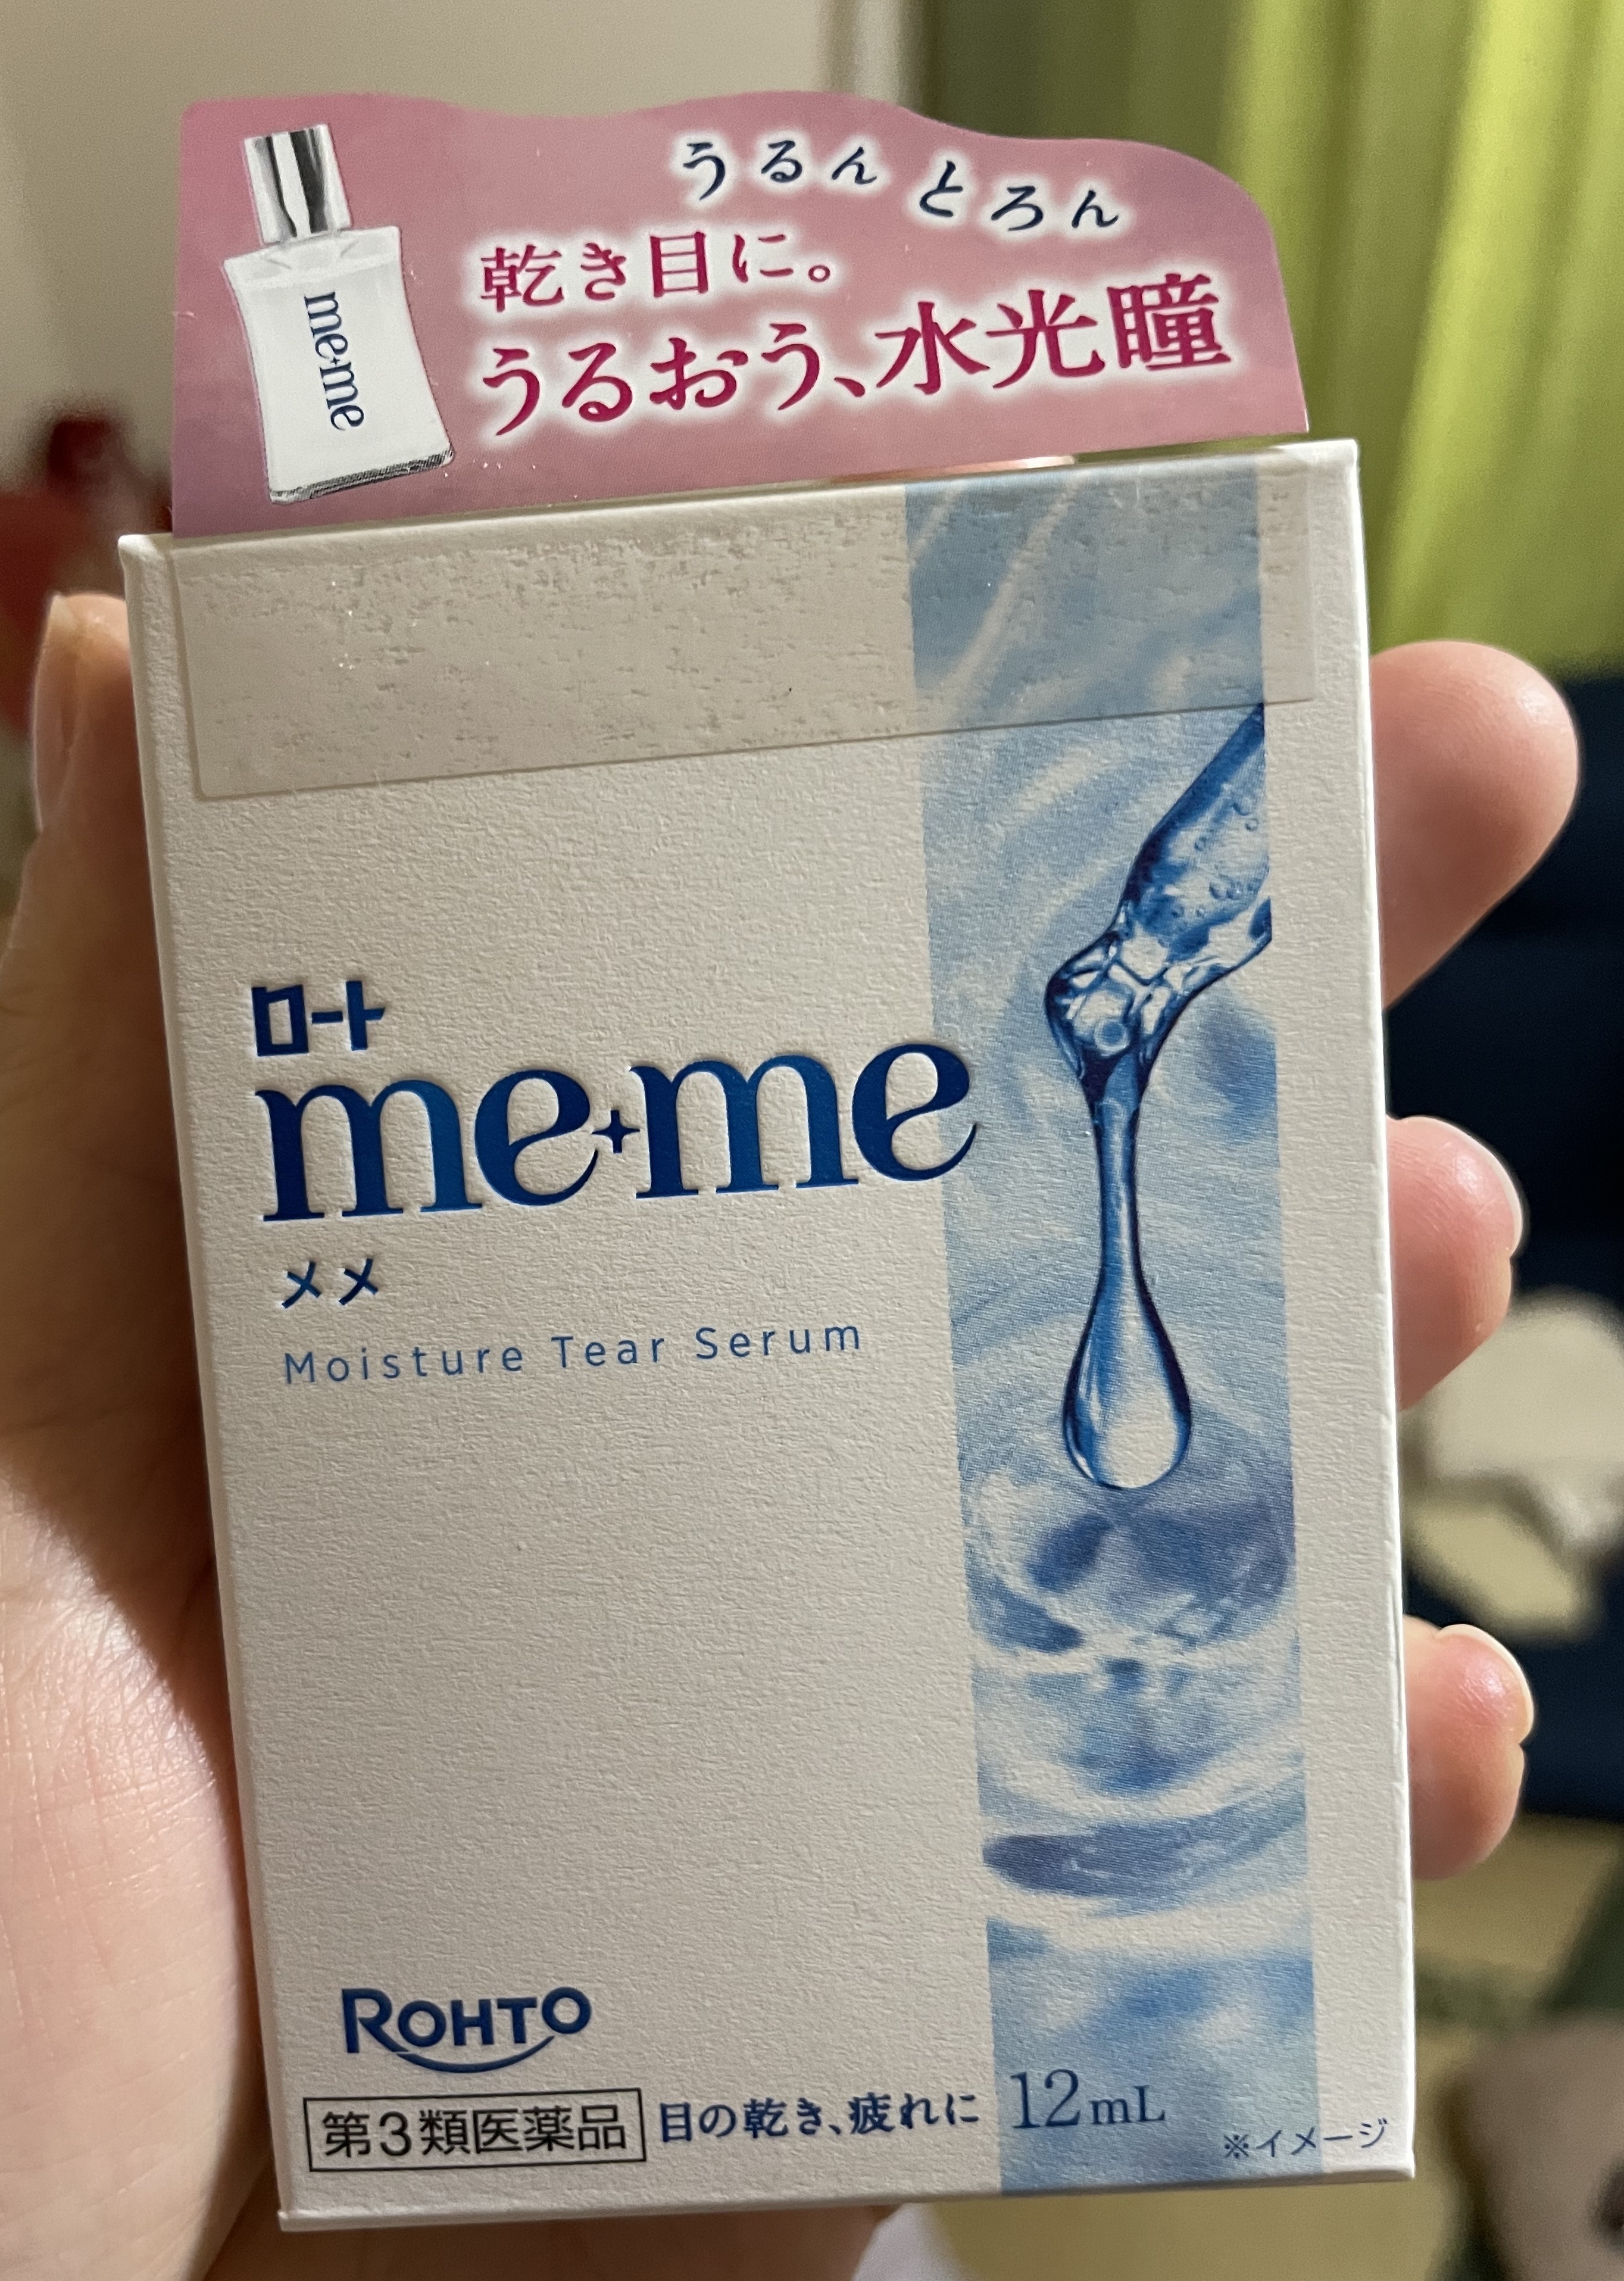 うるん とろん
乾き目に。
うるおう、水光瞳
me+me
ロート
me+me
メメ
Moisture Tear Serum
ROHTO
第3類医薬品 目の乾き、疲れに 12mL
※イメージ